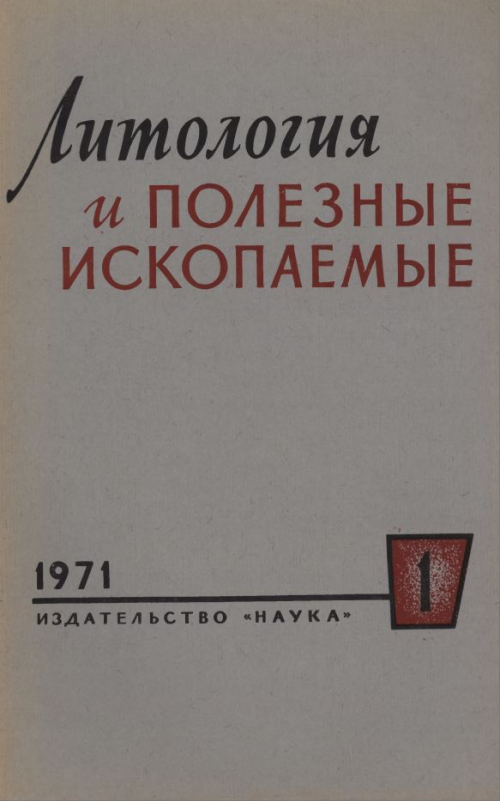 Литология
и ПОЛЕЗНЫЕ
ИСКОПАЕМЫЕ
1971
1
ИЗДАТЕЛЬСТВО «НАУКА»